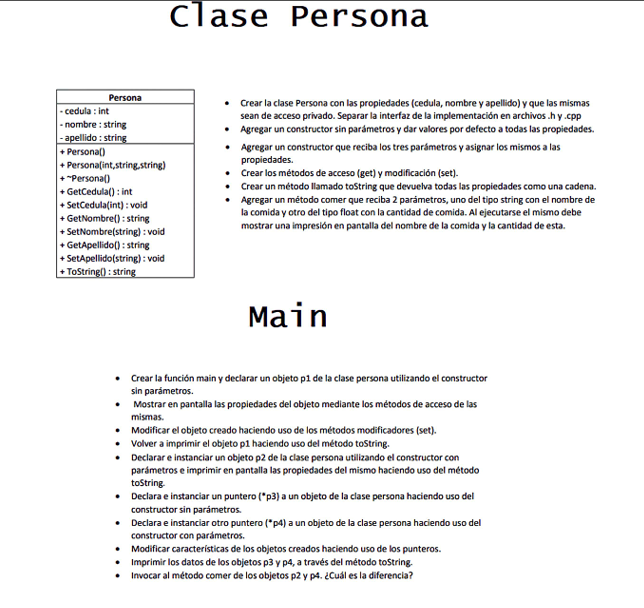 Clase Persona
Persona
- cedula : int
- nombre : string
- apellido : string
+ Persona()
+ Persona(int,string,string)
+ ~Persona()
+ GetCedula() : int
+ SetCedula(int) : void
+ GetNombre() : string
+ SetNombre(string) : void
+ GetApellido() : string
+ SetApellido(string) : void
+ ToString() : string
• Crear la clase Persona con las propiedades (cedula, nombre y apellido) y que las mismas
sean de acceso privado. Separar la interfaz de la implementación en archivos .h y .cpp
• Agregar un constructor sin parámetros y dar valores por defecto a todas las propiedades.
• Agregar un constructor que reciba los tres parámetros y asignar los mismos a las
propiedades.
• Crear los métodos de acceso (get) y modificación (set).
• Crear un método llamado toString que devuelva todas las propiedades como una cadena.
• Agregar un método comer que reciba 2 parámetros, uno del tipo string con el nombre de
la comida y otro del tipo float con la cantidad de comida. Al ejecutarse el mismo debe
mostrar una impresión en pantalla del nombre de la comida y la cantidad de esta.
Main
• Crear la función main y declarar un objeto p1 de la clase persona utilizando el constructor
sin parámetros.
• Mostrar en pantalla las propiedades del objeto mediante los métodos de acceso de las
mismas.
• Modificar el objeto creado haciendo uso de los métodos modificadores (set).
• Volver a imprimir el objeto p1 haciendo uso del método toString.
• Declarar e instanciar un objeto p2 de la clase persona utilizando el constructor con
parámetros e imprimir en pantalla las propiedades del mismo haciendo uso del método
toString.
• Declara e instanciar un puntero (*p3) a un objeto de la clase persona haciendo uso del
constructor sin parámetros.
• Declara e instanciar otro puntero (*p4) a un objeto de la clase persona haciendo uso del
constructor con parámetros.
• Modificar características de los objetos creados haciendo uso de los punteros.
• Imprimir los datos de los objetos p3 y p4, a través del método toString.
• Invocar al método comer de los objetos p2 y p4. ¿Cuál es la diferencia?